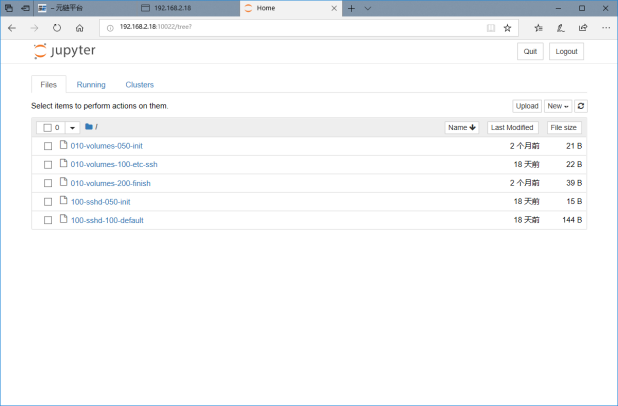 元链平台
192.168.2.18
Home
192.168.2.18:10022/tree?
jupyter
Quit
Logout
Files
Running
Clusters
Select items to perform actions on them.
Upload
New
0
/
Name
Last Modified
File size
010-volumes-050-init
2 个月前
21 B
010-volumes-100-etc-ssh
18 天前
22 B
010-volumes-200-finish
2 个月前
39 B
100-sshd-050-init
18 天前
15 B
100-sshd-100-default
18 天前
144 B